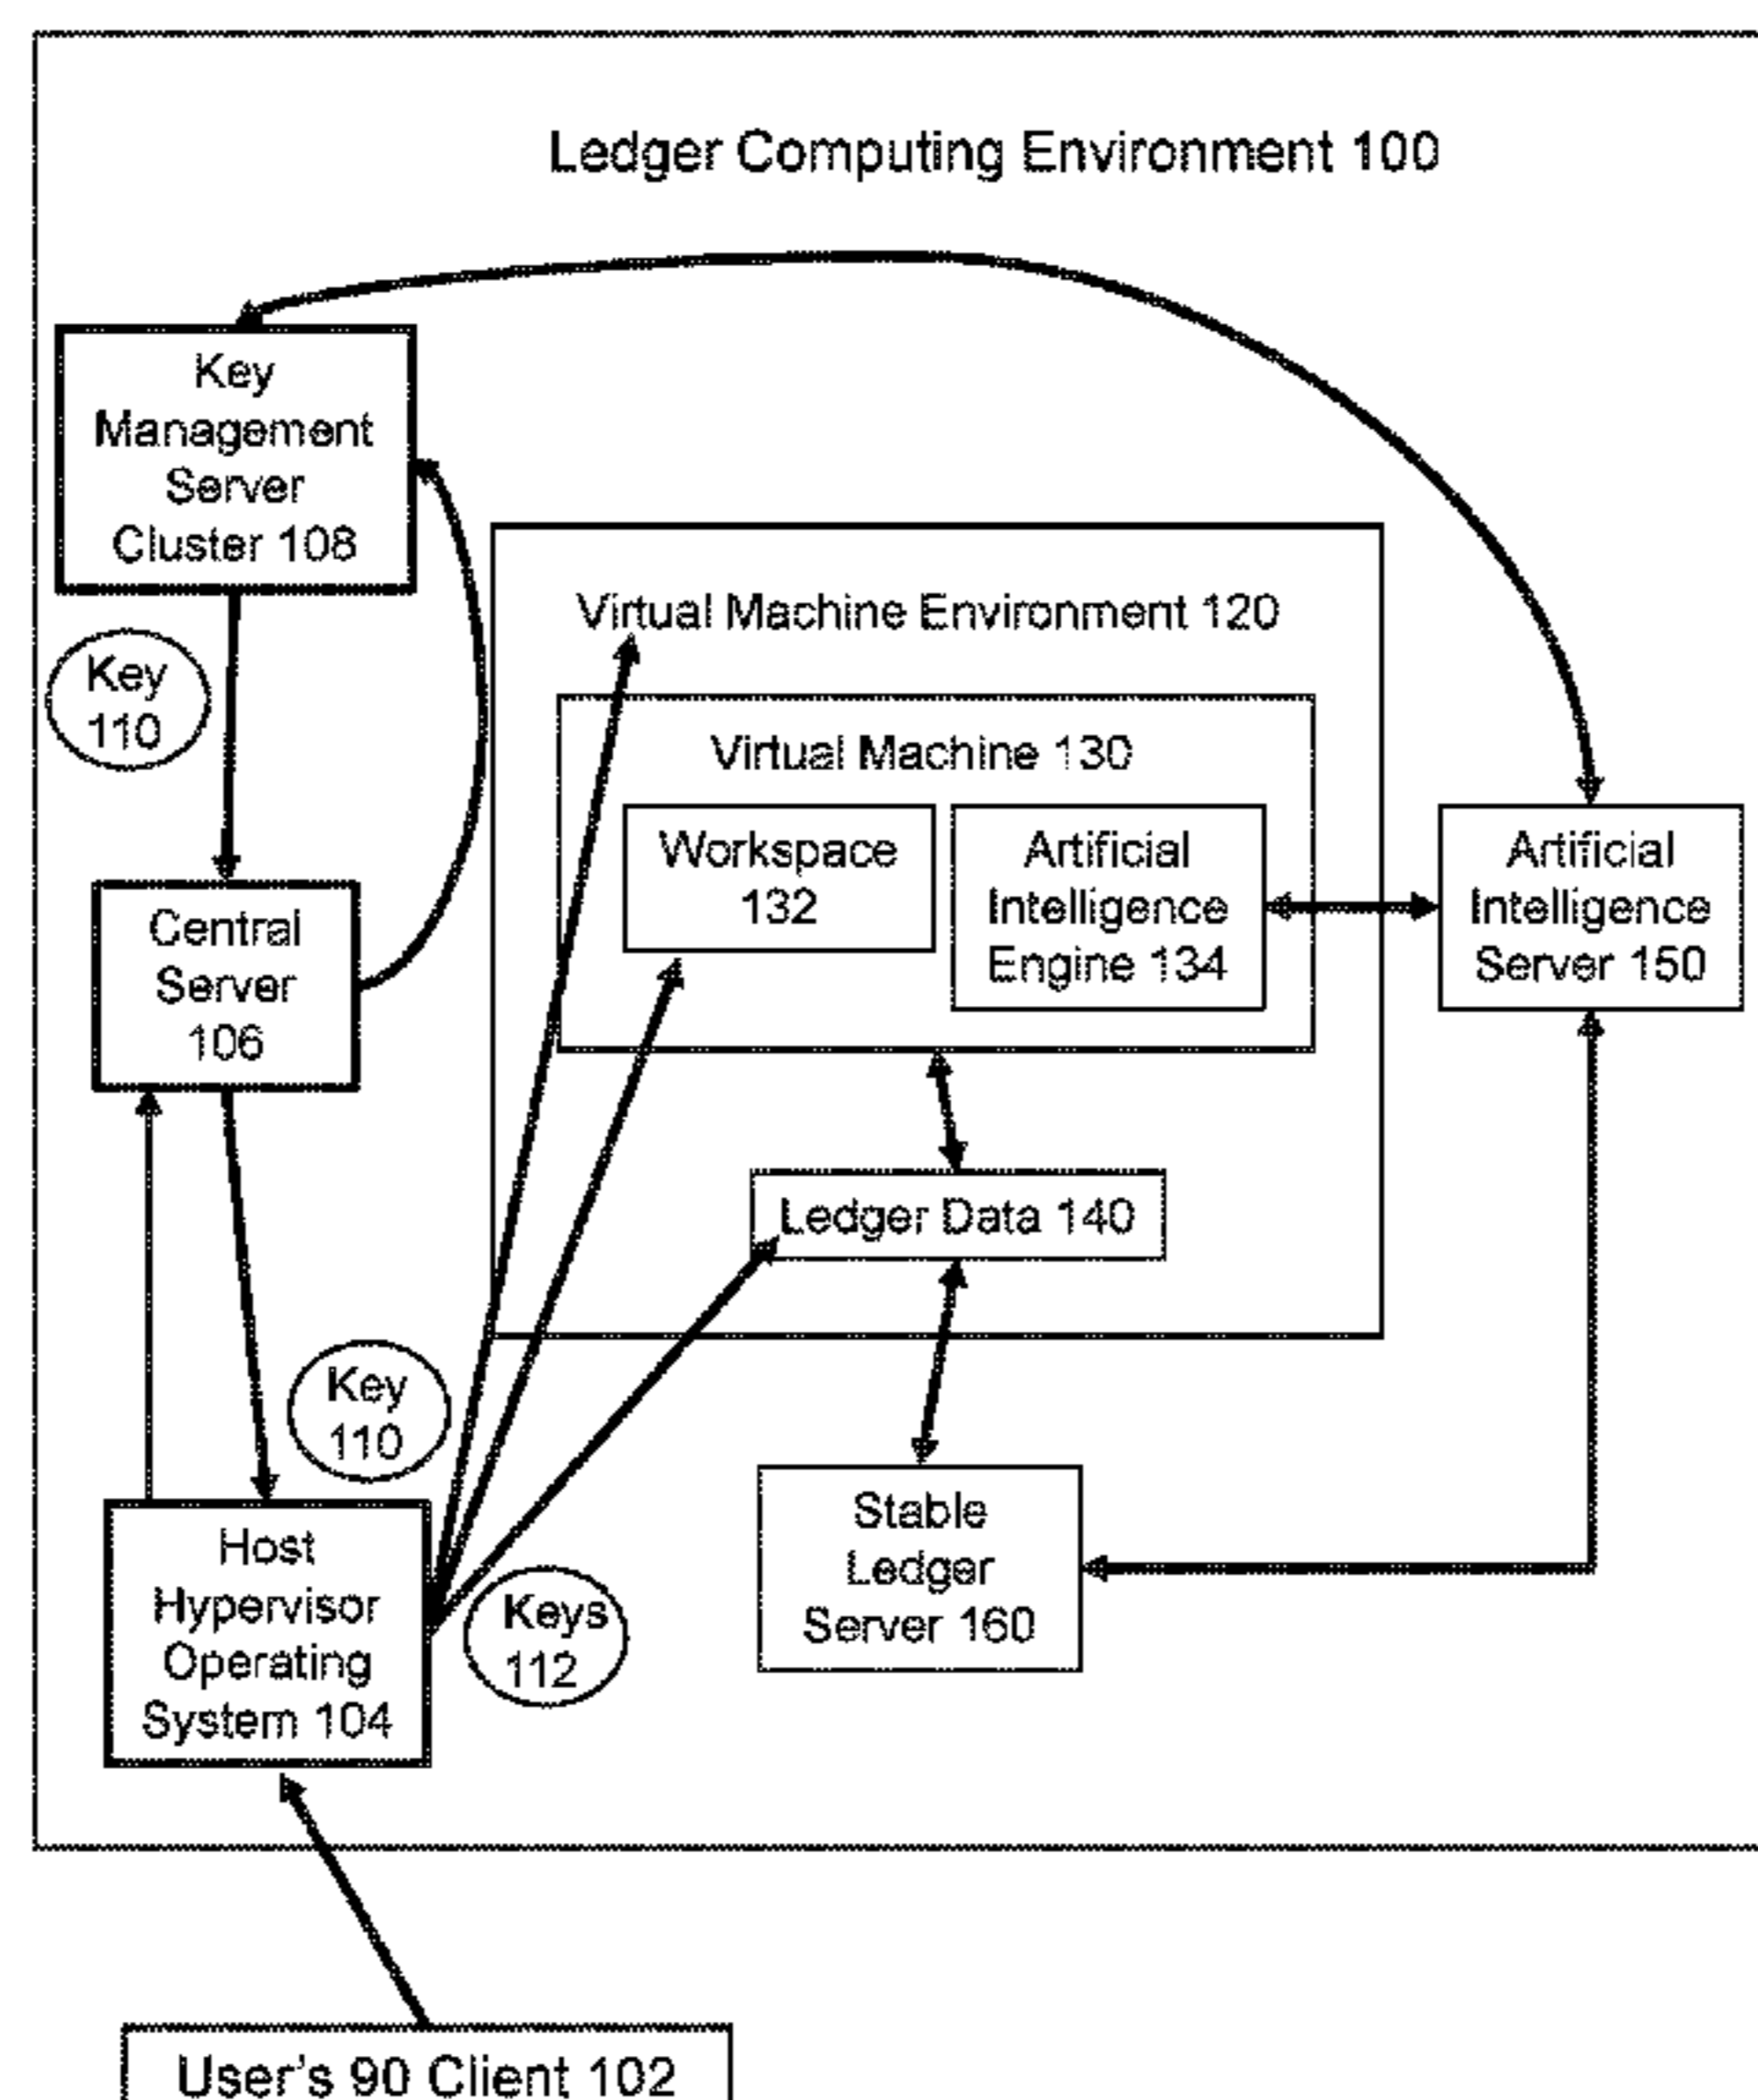 Ledger Computing Environment 100
Key
Management
Server
Cluster 108
Key
110
Central
Server
106
Virtual Machine Environment 120
Virtual Machine 130
Workspace
132
Artificial
Intelligence
Engine 134
Artificial
Intelligence
Server 150
Ledger Data 140
Key
110
Host
Hypervisor
Operating
System 104
Keys
112
Stable
Ledger
Server 160
User's 90 Client 102